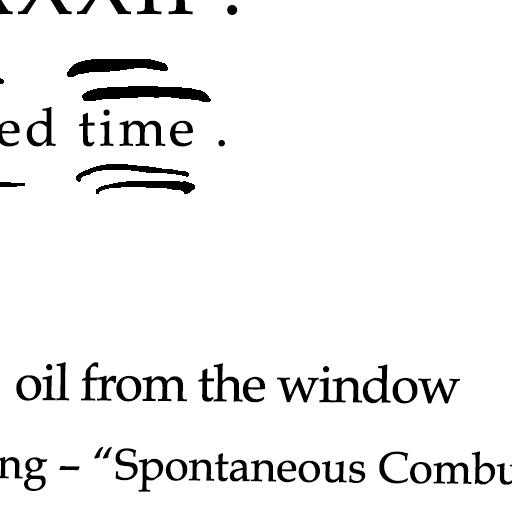 ed time .
oil from the window
ng – “Spontaneous Combu